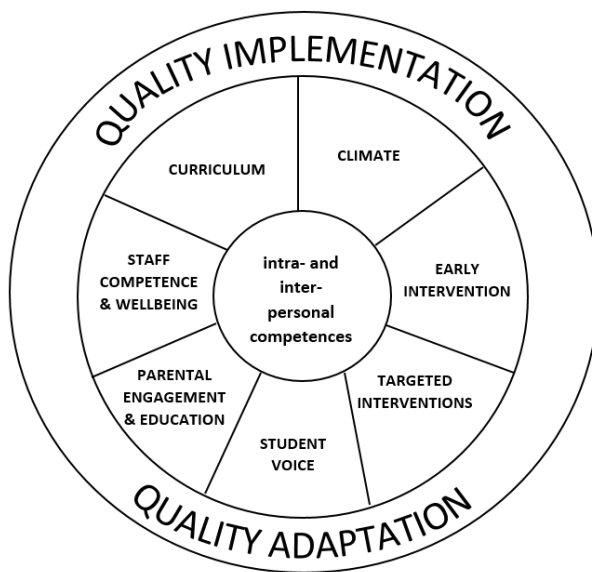 QUALITY IMPLEMENTATION
CURRICULUM
CLIMATE
STAFF
COMPETENCE
& WELLBEING
intra- and
inter-
personal
competences
EARLY
INTERVENTION
PARENTAL
ENGAGEMENT
& EDUCATION
TARGETED
INTERVENTIONS
STUDENT
VOICE
QUALITY ADAPTATION